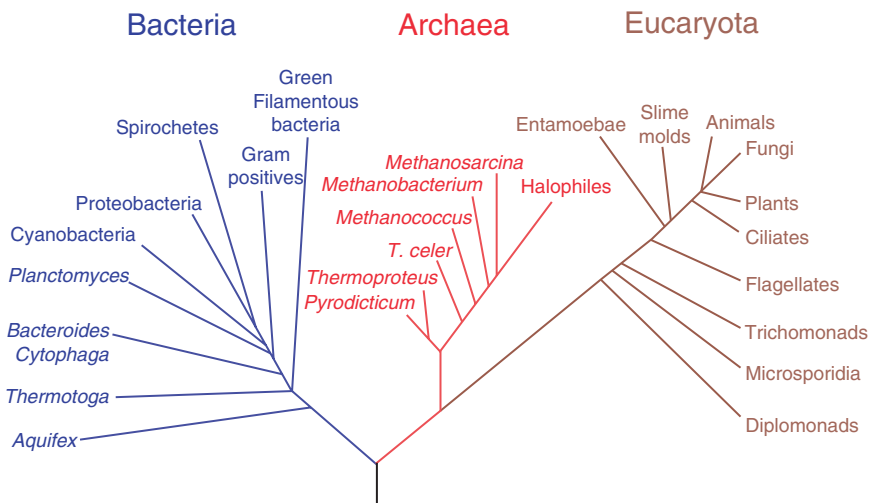 Bacteria
Archaea
Eucaryota
Green
Filamentous
bacteria
Spirochetes
Gram
positives
Proteobacteria
Cyanobacteria
Planctomyces
Bacteroides
Cytophaga
Thermotoga
Aquifex
Methanosarcina
Methanobacterium
Halophiles
Methanococcus
T. celer
Thermoproteus
Pyrodicticum
Entamoebae
Slime
molds
Animals
Fungi
Plants
Ciliates
Flagellates
Trichomonads
Microsporidia
Diplomonads